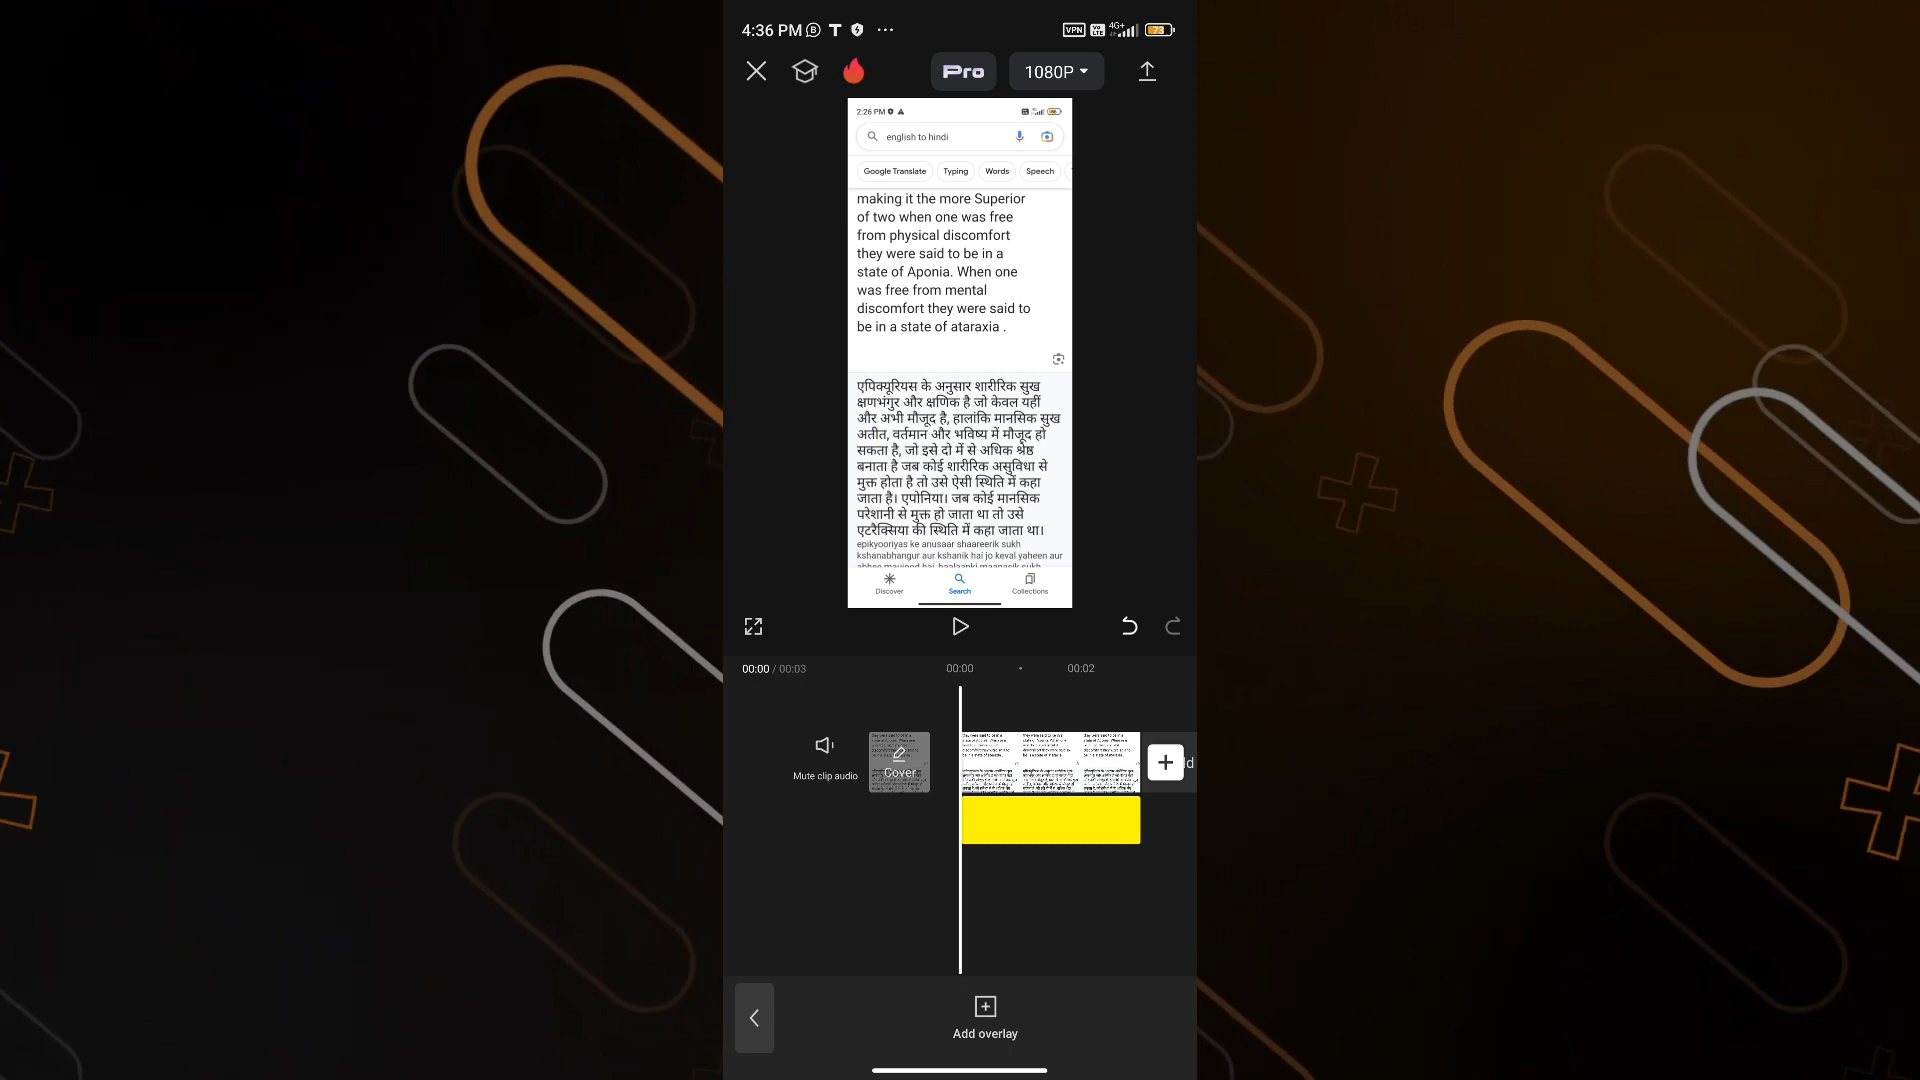 4:36 PM
VPN
Vo LTE
4G+
73
Pro
1080P
2:26 PM
english to hindi
Google Translate
Typing
Words
Speech
making it the more Superior
of two when one was free
from physical discomfort
they were said to be in a
state of Aponia. When one
was free from mental
discomfort they were said to
be in a state of ataraxia .
एपिक्यूरियस के अनुसार शारीरिक सुख
क्षणभंगुर और क्षणिक है जो केवल यहीं
और अभी मौजूद है, हालांकि मानसिक सुख
अतीत, वर्तमान और भविष्य में मौजूद हो
सकता है, जो इसे दो में से अधिक श्रेष्ठ
बनाता है जब कोई शारीरिक असुविधा से
मुक्त होता है तो उसे ऐसी स्थिति में कहा
जाता है। एपोनिया। जब कोई मानसिक
परेशानी से मुक्त हो जाता था तो उसे
एटरैक्सिया की स्थिति में कहा जाता था।
epikyooriyas ke anusaar shaareerik sukh
kshanabhangur aur kshanik hai jo keval yaheen aur
Discover
Search
Collections
00:00 / 00:03
00:00
00:02
Mute clip audio
Cover
Add overlay